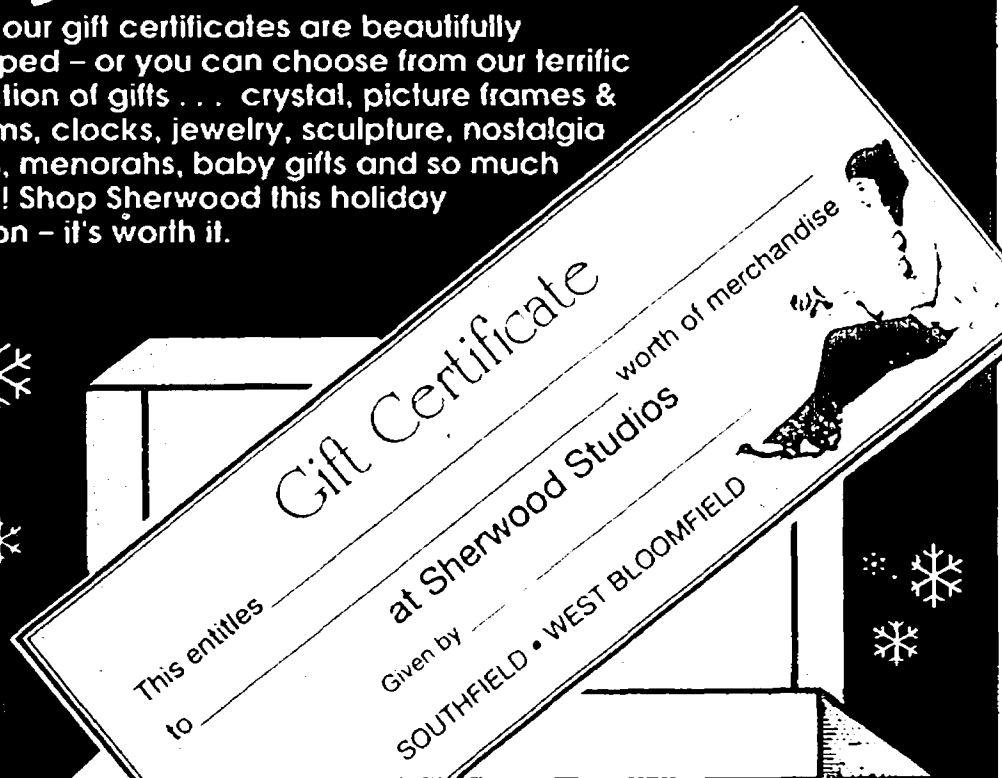 our gift certificates are beautifully
ped – or you can choose from our terrific
tion of gifts . . . crystal, picture frames &
ms, clocks, jewelry, sculpture, nostalgia
, menorahs, baby gifts and so much
! Shop Sherwood this holiday
on – it's worth it.
Gift Certificate
This entitles
to worth of merchandise
at Sherwood Studios
Given by
SOUTHFIELD • WEST BLOOMFIELD